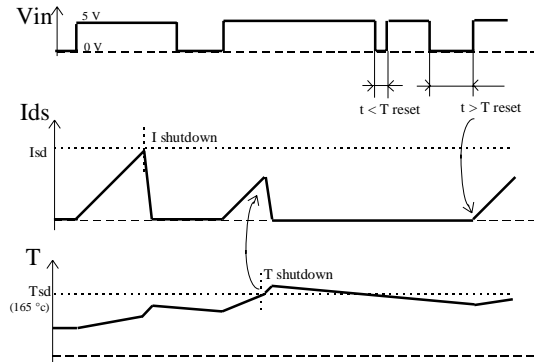 Vin
5 V
0 V
t < T reset
t > T reset
Ids
I shutdown
Isd
T
T shutdown
Tsd
(165 °c)